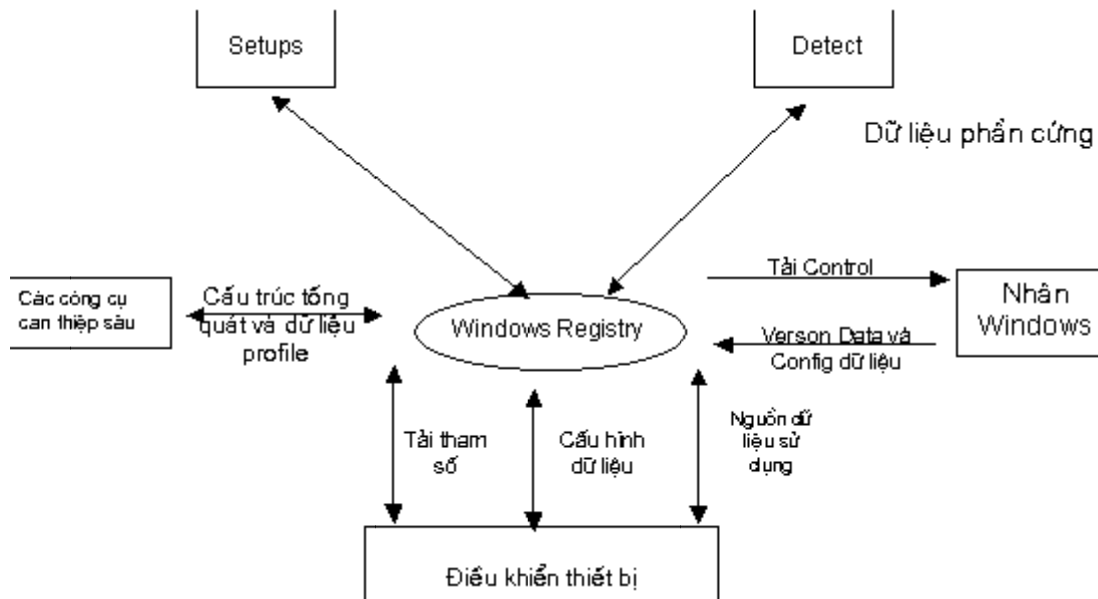 Setups
Detect
Dữ liệu phần cứng
Tải Control
Các công cụ
can thiệp sâu
Cấu trúc tổng
quát và dữ liệu
profile
Windows Registry
Nhân
Windows
Verson Data và
Config dữ liệu
Tải tham
số
Cấu hình
dữ liệu
Nguồn dữ
liệu sử
dụng
Điều khiển thiết bị